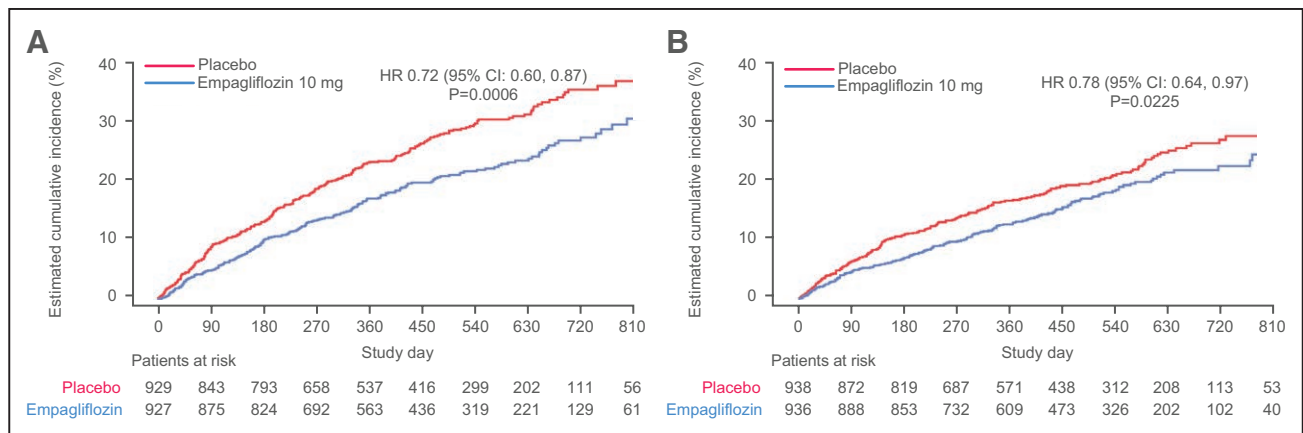 A
Placebo
Empagliflozin 10 mg
HR 0.72 (95% CI: 0.60, 0.87)
P=0.0006
Estimated cumulative incidence (%)
40
30
20
10
0
0 90 180 270 360 450 540 630 720 810
Study day
Patients at risk
Placebo 929 843 793 658 537 416 299 202 111 56
Empagliflozin 927 875 824 692 563 436 319 221 129 61
B
Placebo
Empagliflozin 10 mg
HR 0.78 (95% CI: 0.64, 0.97)
P=0.0225
Estimated cumulative incidence (%)
40
30
20
10
0
0 90 180 270 360 450 540 630 720 810
Study day
Patients at risk
Placebo 938 872 819 687 571 438 312 208 113 53
Empagliflozin 936 888 853 732 609 473 326 202 102 40